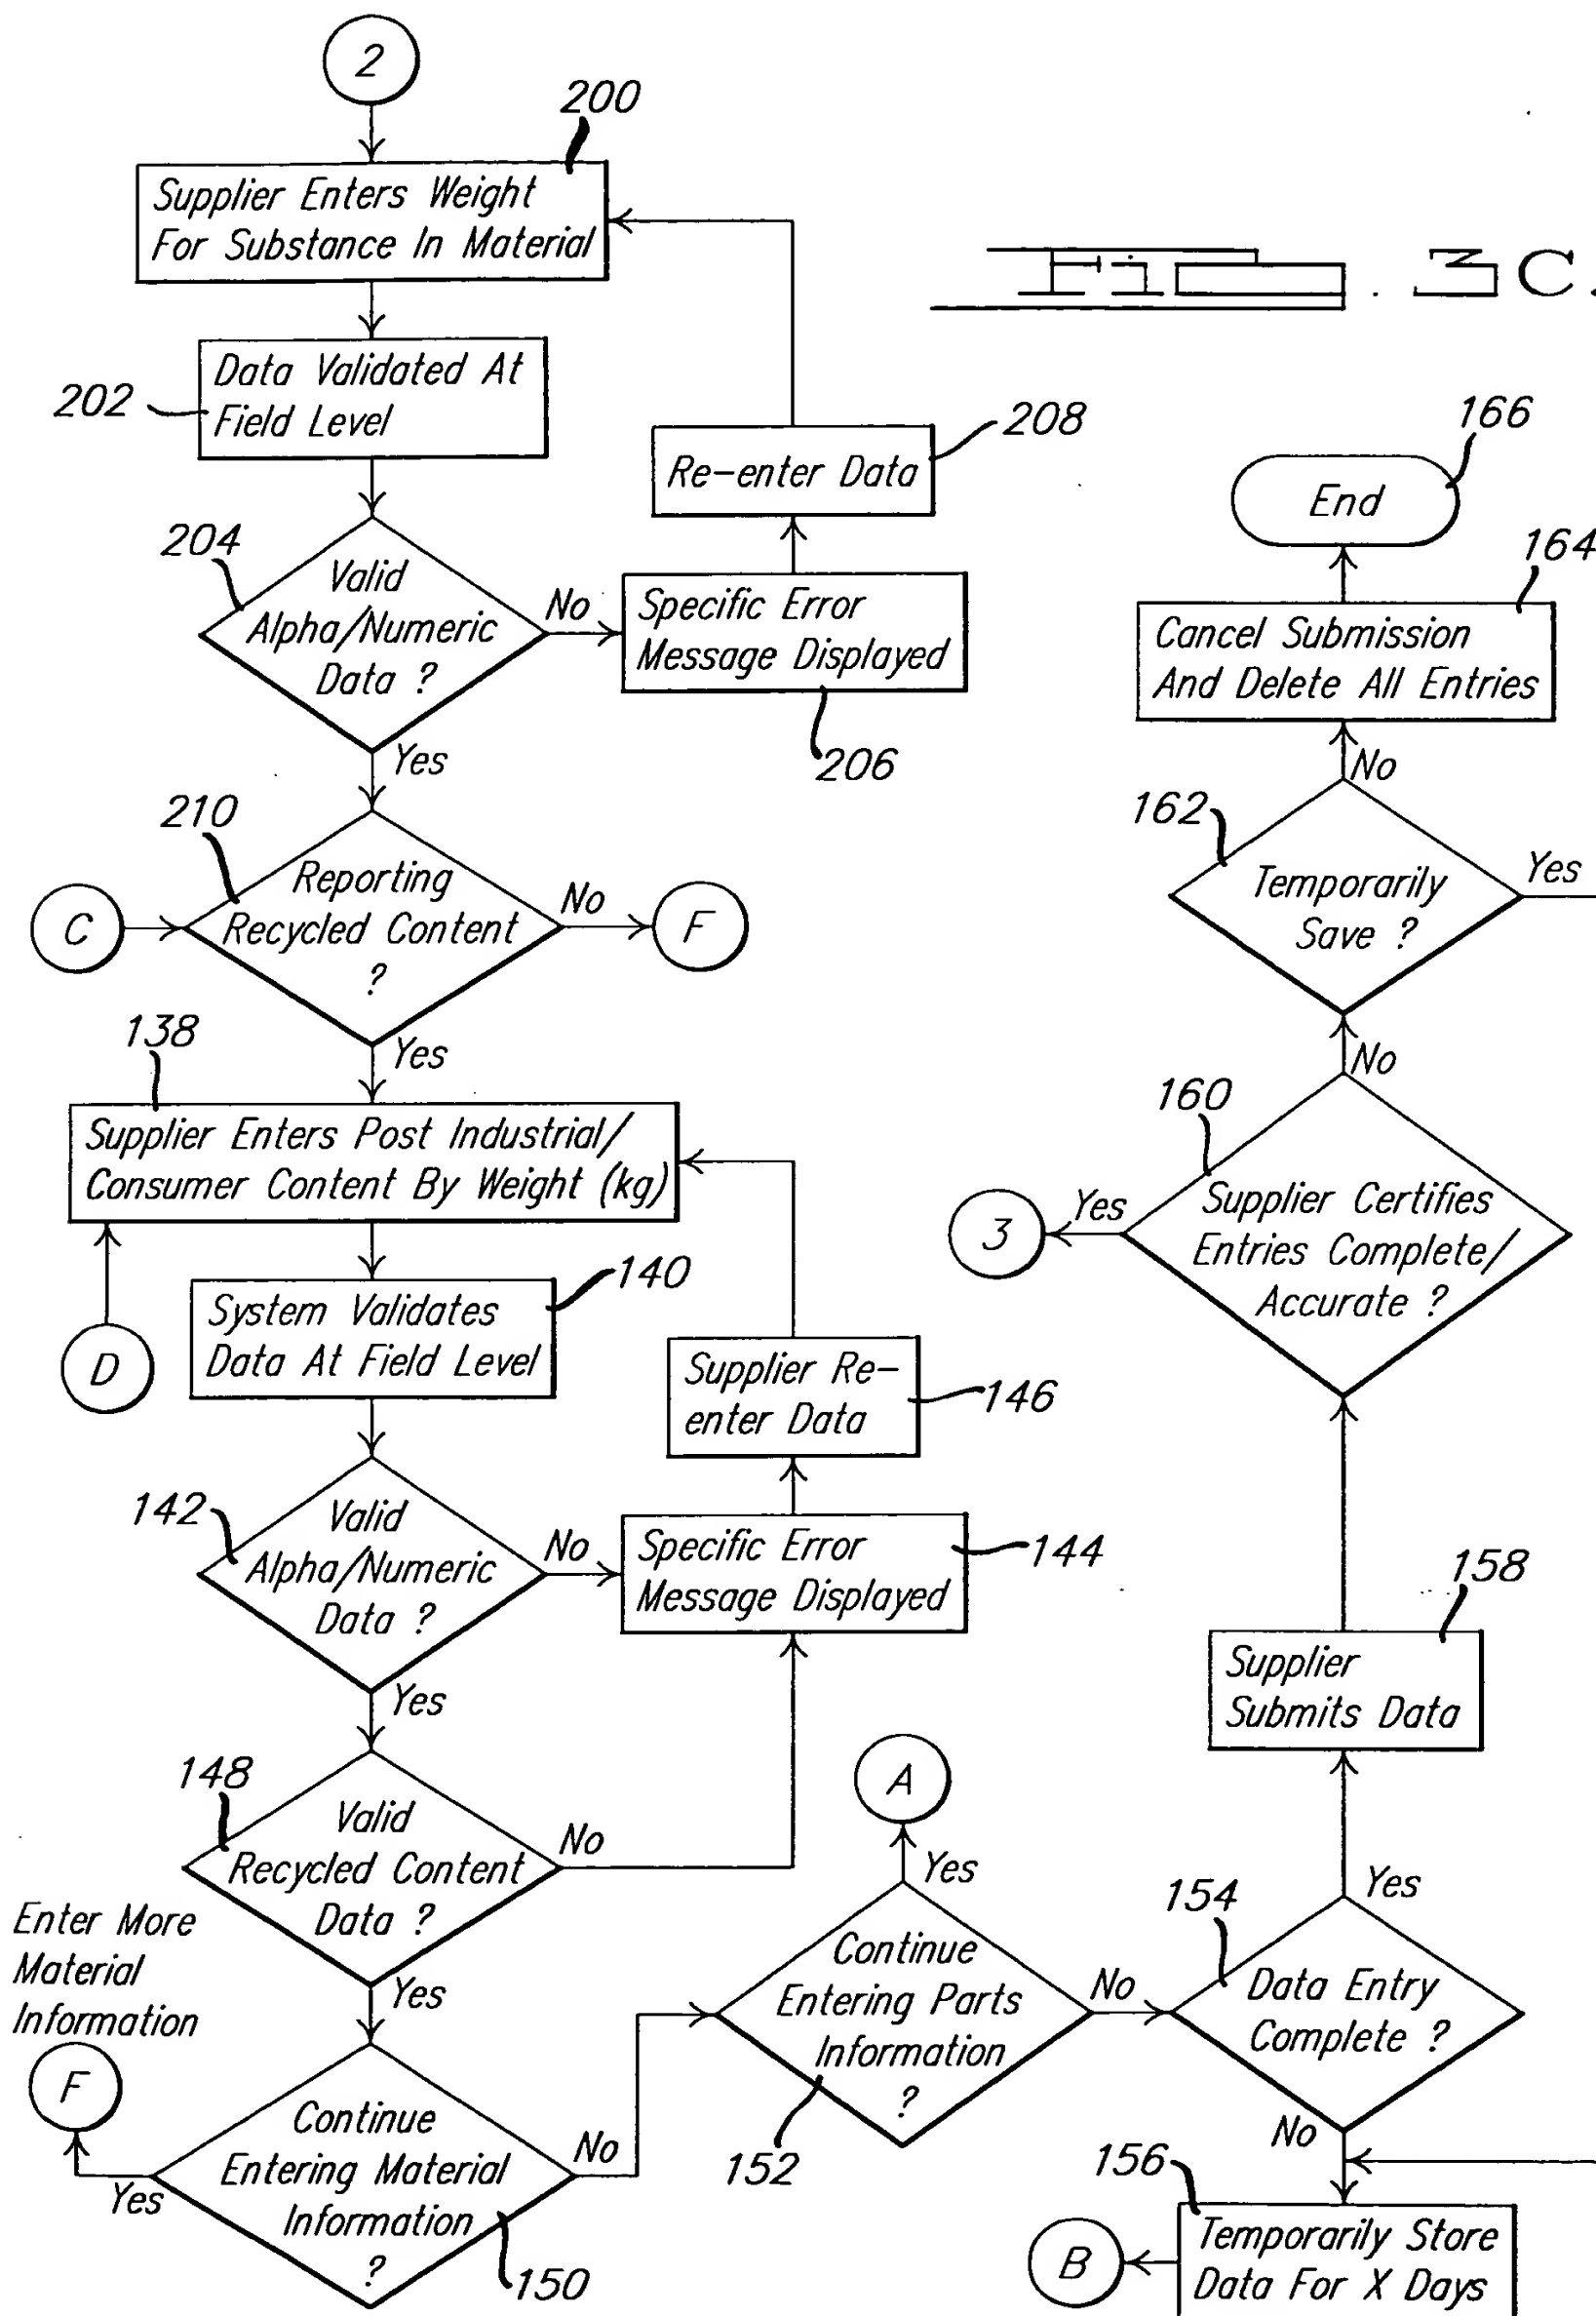 2
200
Supplier Enters Weight
For Substance In Material
Fig. 3C.
202
Data Validated At
Field Level
208
Re-enter Data
204
Valid
Alpha/Numeric
Data ?
No
Specific Error
Message Displayed
206
Yes
210
Reporting
Recycled Content
?
C
No
F
Yes
138
Supplier Enters Post Industrial/
Consumer Content By Weight (kg)
D
140
System Validates
Data At Field Level
Supplier Re-
enter Data
146
142
Valid
Alpha/Numeric
Data ?
No
Specific Error
Message Displayed
144
Yes
148
Valid
Recycled Content
Data ?
No
Yes
Enter More
Material
Information
F
Yes
Continue
Entering Material
Information
?
150
No
A
Yes
Continue
Entering Parts
Information
?
152
No
166
End
164
Cancel Submission
And Delete All Entries
No
162
Temporarily
Save ?
Yes
No
160
Supplier Certifies
Entries Complete/
Accurate ?
Yes
3
158
Supplier
Submits Data
Yes
154
Data Entry
Complete ?
No
156
Temporarily Store
Data For X Days
B